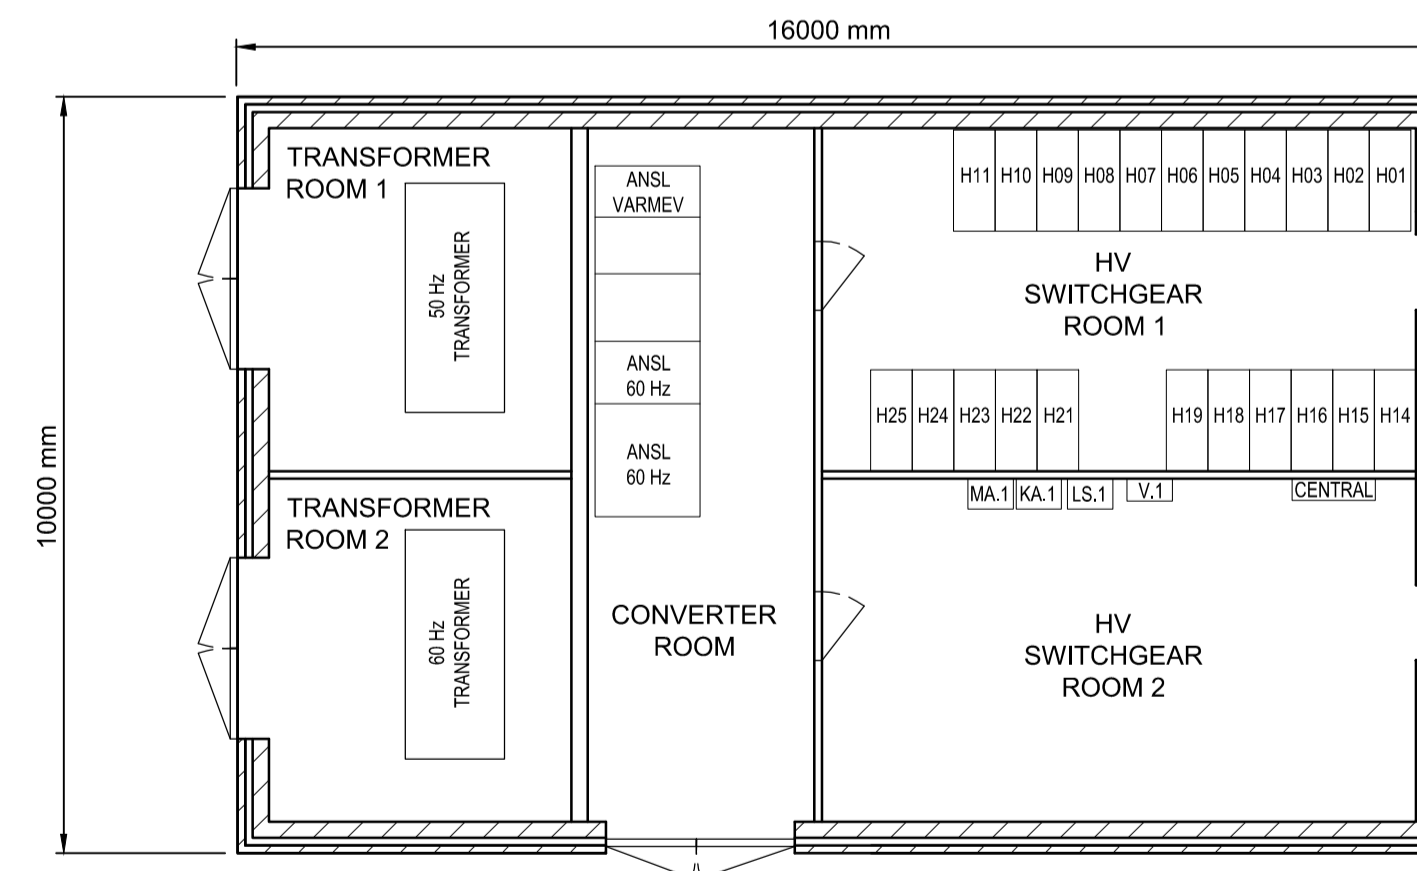 16000 mm
10000 mm
TRANSFORMER
ROOM 1
50 Hz
TRANSFORMER
TRANSFORMER
ROOM 2
60 Hz
TRANSFORMER
ANSL
VARMEV
ANSL
60 Hz
ANSL
60 Hz
CONVERTER
ROOM
H11 H10 H09 H08 H07 H06 H05 H04 H03 H02 H01
HV
SWITCHGEAR
ROOM 1
H25 H24 H23 H22 H21 H19 H18 H17 H16 H15 H14
MA.1 KA.1 LS.1 V.1 CENTRAL
HV
SWITCHGEAR
ROOM 2